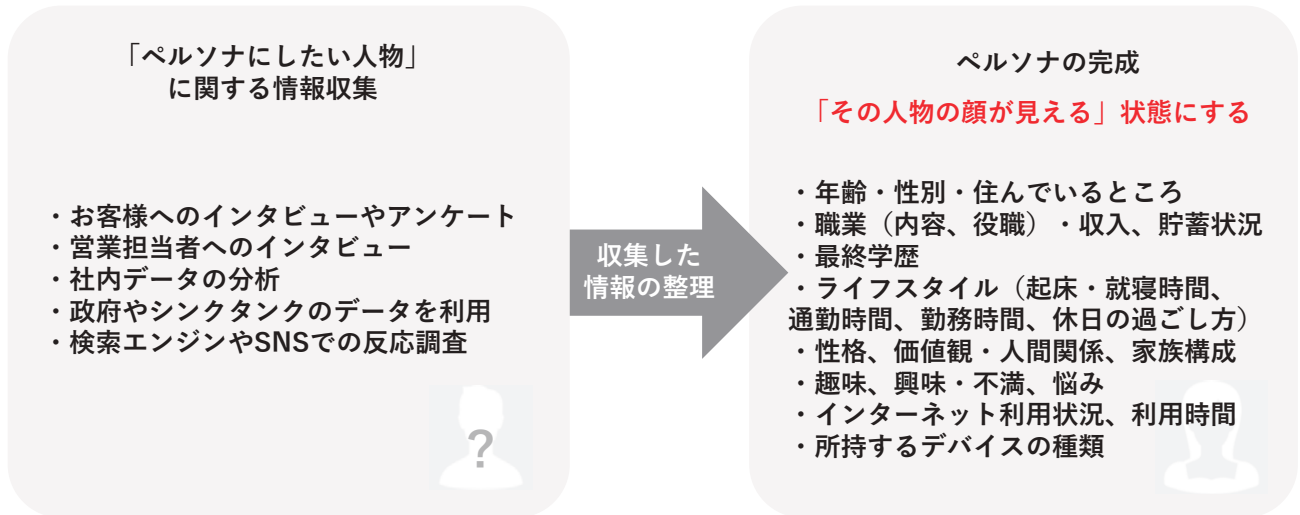 「ペルソナにしたい人物」
に関する情報収集
・お客様へのインタビューやアンケート
・営業担当者へのインタビュー
・社内データの分析
・政府やシンクタンクのデータを利用
・検索エンジンやSNSでの反応調査
?
収集した
情報の整理
ペルソナの完成
「その人物の顔が見える」状態にする
・年齢・性別・住んでいるところ
・職業（内容、役職）・収入、貯蓄状況
・最終学歴
・ライフスタイル（起床・就寝時間、
通勤時間、勤務時間、休日の過ごし方）
・性格、価値観・人間関係、家族構成
・趣味、興味・不満、悩み
・インターネット利用状況、利用時間
・所持するデバイスの種類